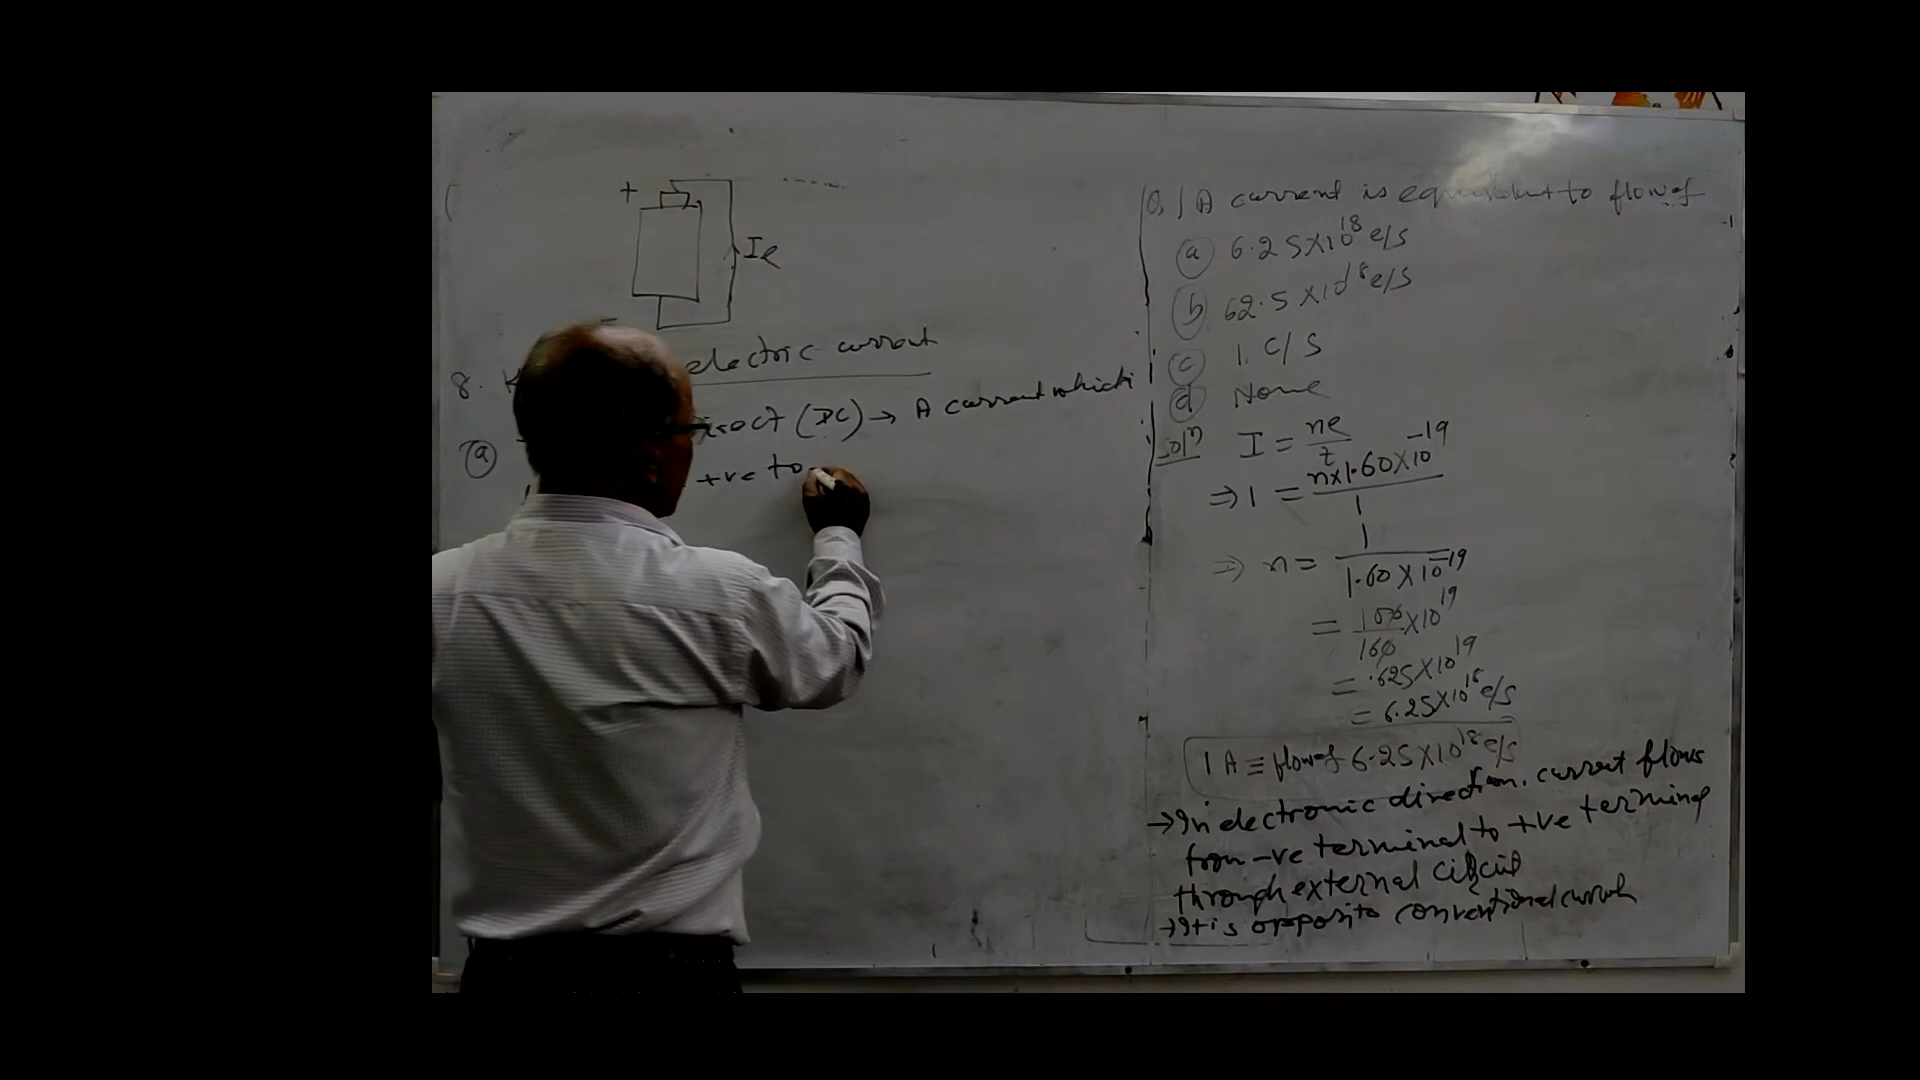 +
Ie
-
8. K electric current
(a) irect (DC) → A current which
+ve to
Q. 1 A current is equivalent to flow of
(a) 6.25×10^18 e/s
(b) 62.5×10^18 e/s
(c) 1 C/S
(d) None
Solⁿ I = ne/t
⇒ 1 = n×1.60×10^-19/1
⇒ n = 1/1.60×10^-19
= 100/160 ×10^19
= .625×10^19
= 6.25×10^18 e/s
1 A ≡ flow of 6.25×10^18 e/s
→ In electronic direction. current flows
from -ve terminal to +ve terminal
through external circuit
→ It is opposite conventional